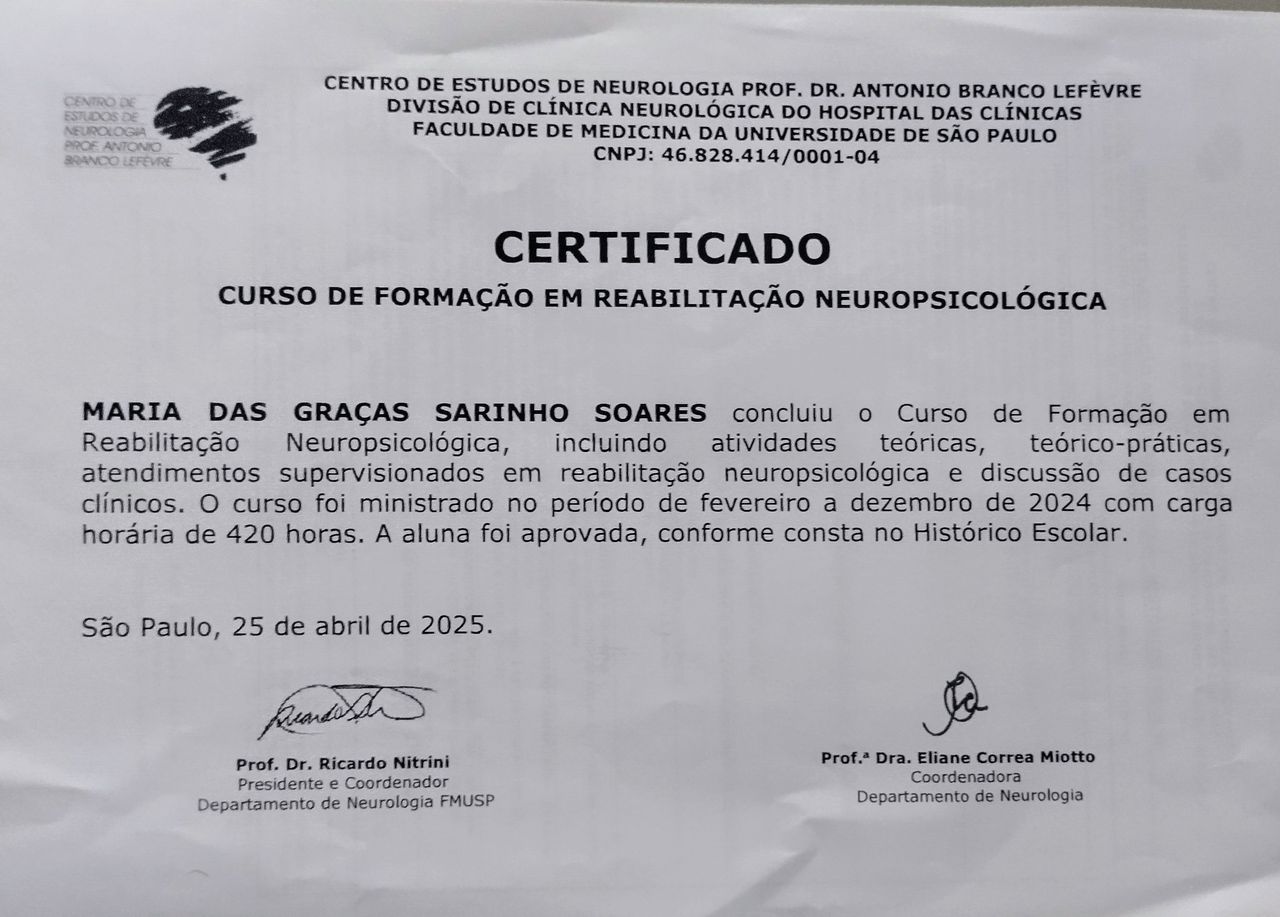 CENTRO DE
ESTUDOS DE
NEUROLOGIA
PROF. ANTONIO
BRANCO LEFÈVRE
CENTRO DE ESTUDOS DE NEUROLOGIA PROF. DR. ANTONIO BRANCO LEFÈVRE
DIVISÃO DE CLÍNICA NEUROLÓGICA DO HOSPITAL DAS CLÍNICAS
FACULDADE DE MEDICINA DA UNIVERSIDADE DE SÃO PAULO
CNPJ: 46.828.414/0001-04
CERTIFICADO
CURSO DE FORMAÇÃO EM REABILITAÇÃO NEUROPSICOLÓGICA
MARIA DAS GRAÇAS SARINHO SOARES concluiu o Curso de Formação em
Reabilitação Neuropsicológica, incluindo atividades teóricas, teórico-práticas,
atendimentos supervisionados em reabilitação neuropsicológica e discussão de casos
clínicos. O curso foi ministrado no período de fevereiro a dezembro de 2024 com carga
horária de 420 horas. A aluna foi aprovada, conforme consta no Histórico Escolar.
São Paulo, 25 de abril de 2025.
Prof. Dr. Ricardo Nitrini
Presidente e Coordenador
Departamento de Neurologia FMUSP
Prof.ª Dra. Eliane Correa Miotto
Coordenadora
Departamento de Neurologia